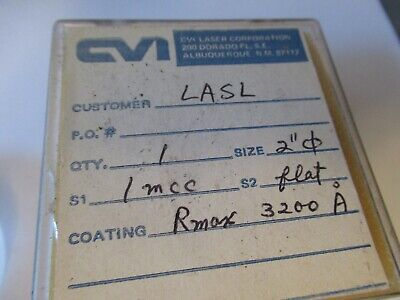 CVI
CVI LASER CORPORATION
200 DORADO PL. S.E.
ALBUQUERQUE N.M. 87112
CUSTOMER LASL
P.O. #
QTY. 1 SIZE 2" ϕ
S1 1 mcc S2 flat
COATING Rmax 3200 Å